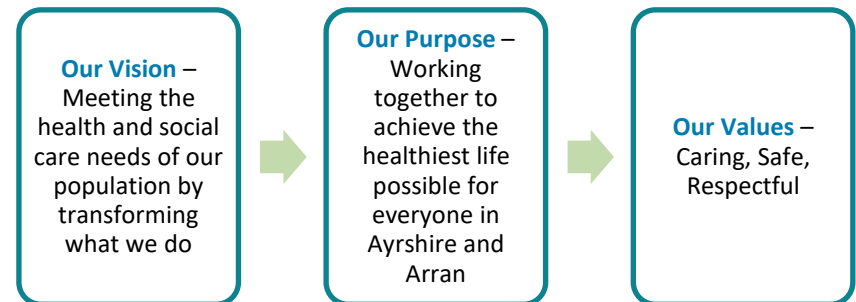 Our Vision –
Meeting the
health and social
care needs of our
population by
transforming
what we do
Our Purpose –
Working
together to
achieve the
healthiest life
possible for
everyone in
Ayrshire and
Arran
Our Values –
Caring, Safe,
Respectful